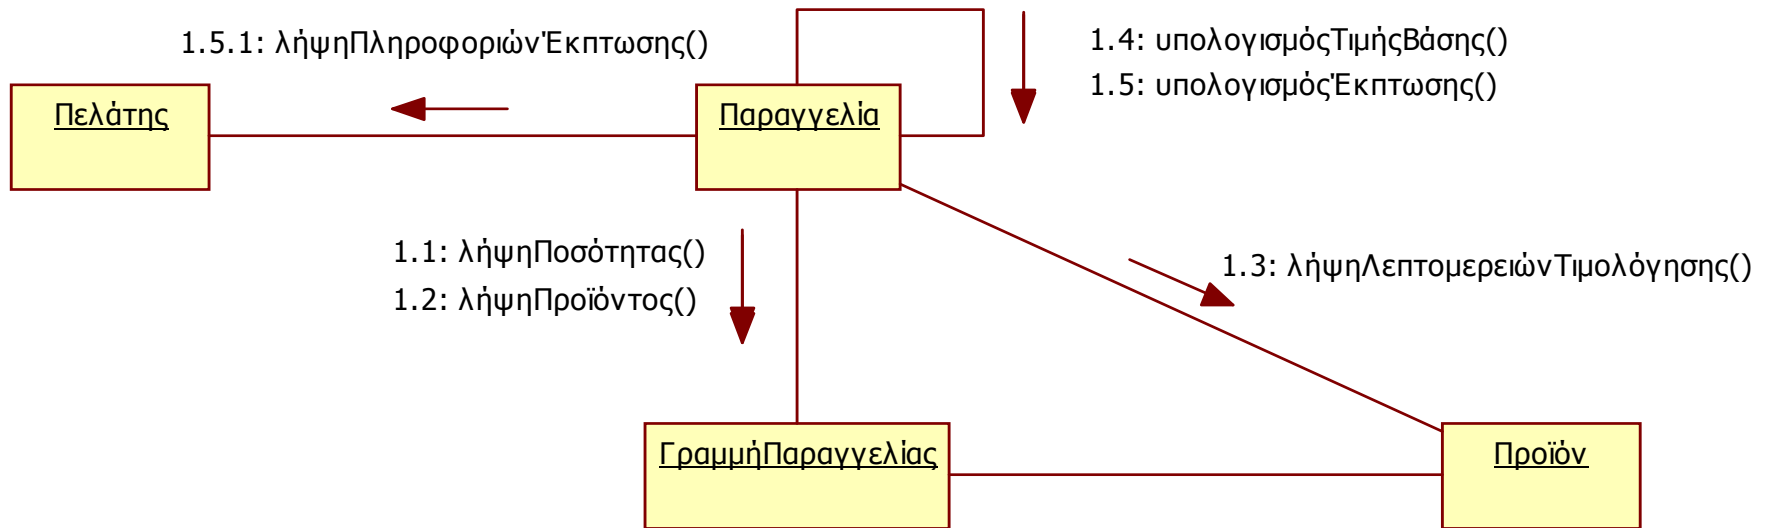 1.5.1: λήψηΠληροφοριώνΈκπτωσης()
1.4: υπολογισμόςΤιμήςΒάσης()
1.5: υπολογισμόςΈκπτωσης()
Πελάτης
Παραγγελία
1.1: λήψηΠοσότητας()
1.2: λήψηΠροϊόντος()
1.3: λήψηΛεπτομερειώνΤιμολόγησης()
ΓραμμήΠαραγγελίας
Προϊόν